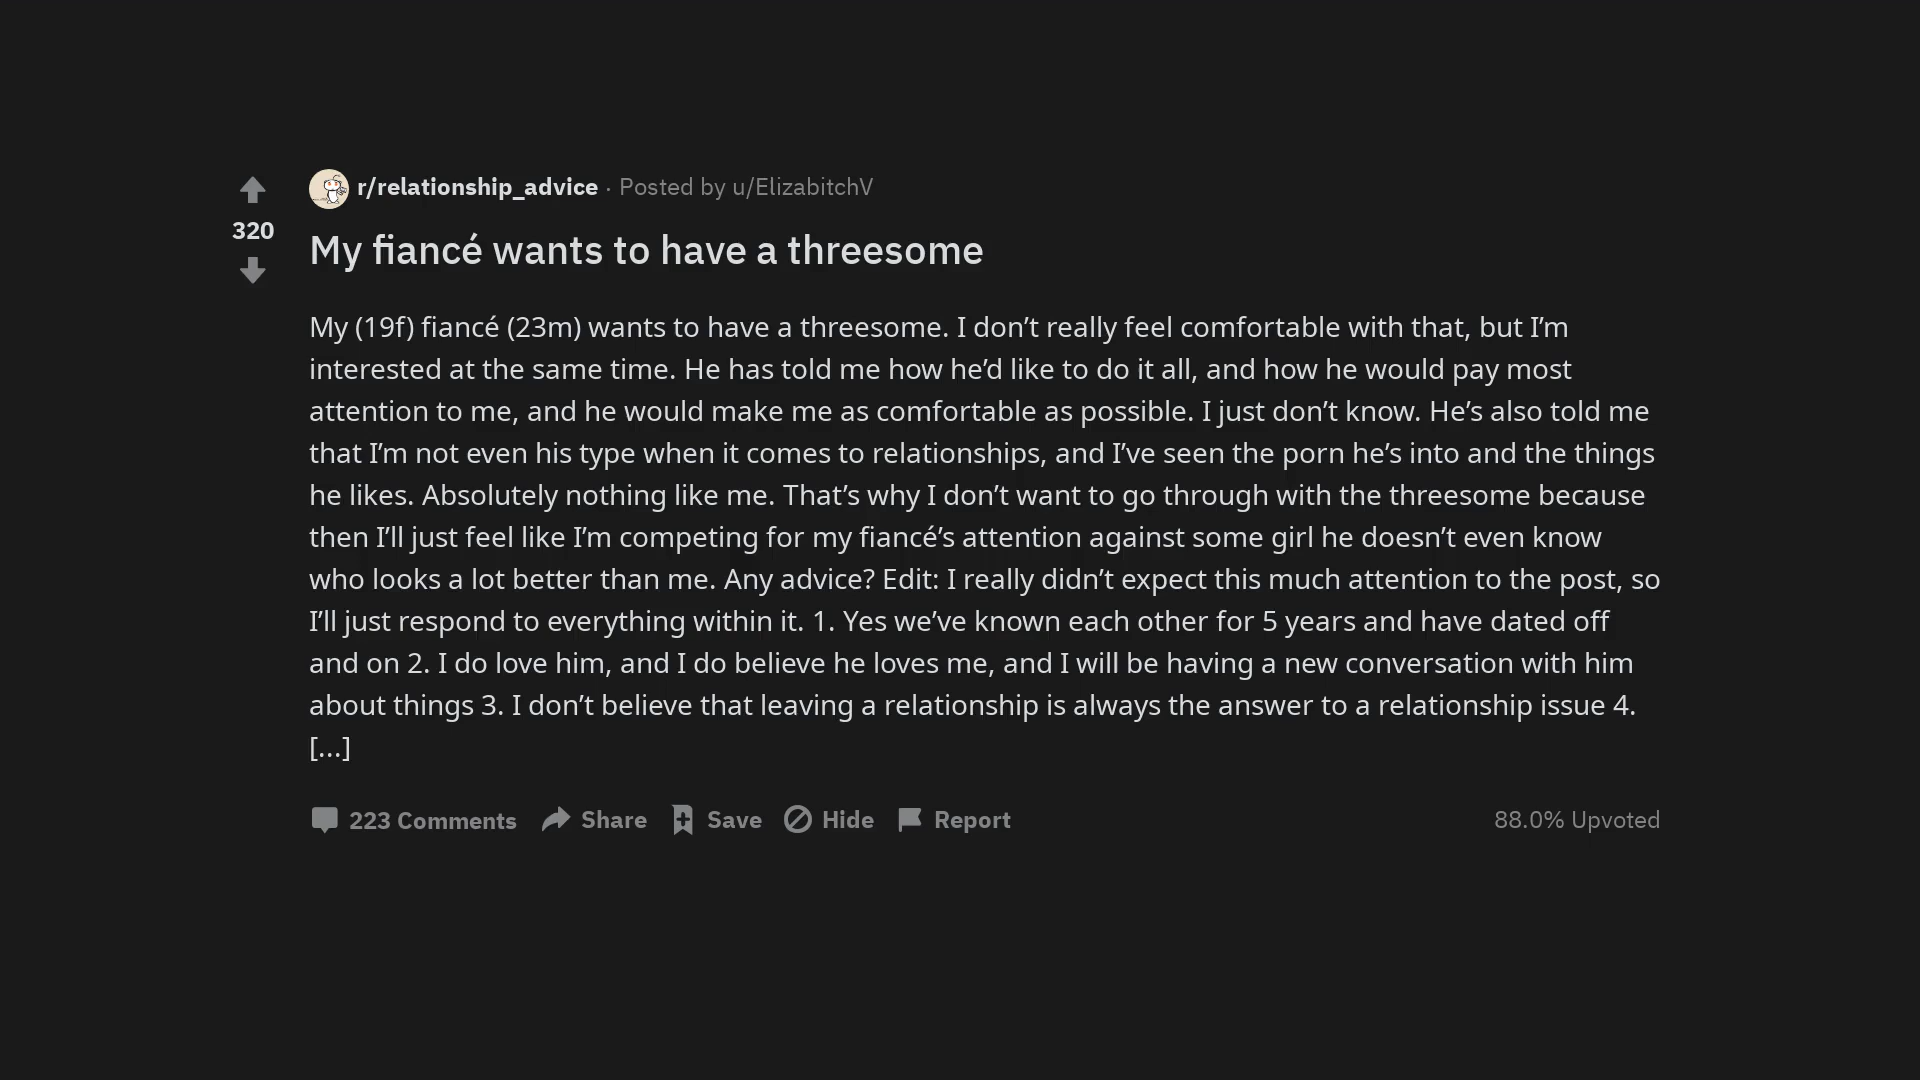 r/relationship_advice · Posted by u/ElizabitchV
320
My fiancé wants to have a threesome
My (19f) fiancé (23m) wants to have a threesome. I don’t really feel comfortable with that, but I’m
interested at the same time. He has told me how he’d like to do it all, and how he would pay most
attention to me, and he would make me as comfortable as possible. I just don’t know. He’s also told me
that I’m not even his type when it comes to relationships, and I’ve seen the porn he’s into and the things
he likes. Absolutely nothing like me. That’s why I don’t want to go through with the threesome because
then I’ll just feel like I’m competing for my fiancé’s attention against some girl he doesn’t even know
who looks a lot better than me. Any advice? Edit: I really didn’t expect this much attention to the post, so
I’ll just respond to everything within it. 1. Yes we’ve known each other for 5 years and have dated off
and on 2. I do love him, and I do believe he loves me, and I will be having a new conversation with him
about things 3. I don’t believe that leaving a relationship is always the answer to a relationship issue 4.
[...]
223 Comments Share Save Hide Report 88.0% Upvoted